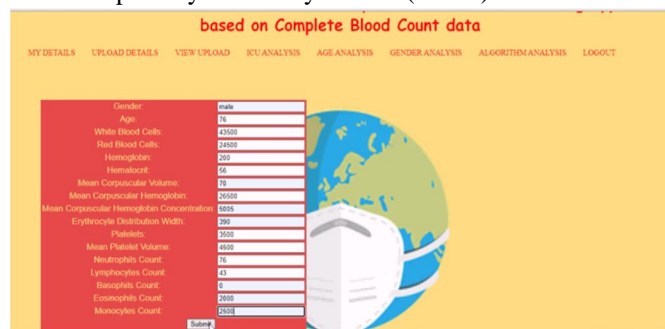 based on Complete Blood Count data
MY DETAILS UPLOAD DETAILS VIEW UPLOAD ICU ANALYSIS AGE ANALYSIS GENDER ANALYSIS ALGORITHM ANALYSIS LOGOUT
Gender: male
Age: 76
White Blood Cells: 43500
Red Blood Cells: 24500
Hemoglobin: 200
Hematocrit: 56
Mean Corpuscular Volume: 70
Mean Corpuscular Hemoglobin: 26500
Mean Corpuscular Hemoglobin Concentration: 5005
Erythrocyte Distribution Width: 390
Platelets: 3500
Mean Platelet Volume: 4600
Neutrophils Count: 76
Lymphocytes Count: 43
Basophils Count: 0
Eosinophils Count: 2000
Monocytes Count: 2600
Submit